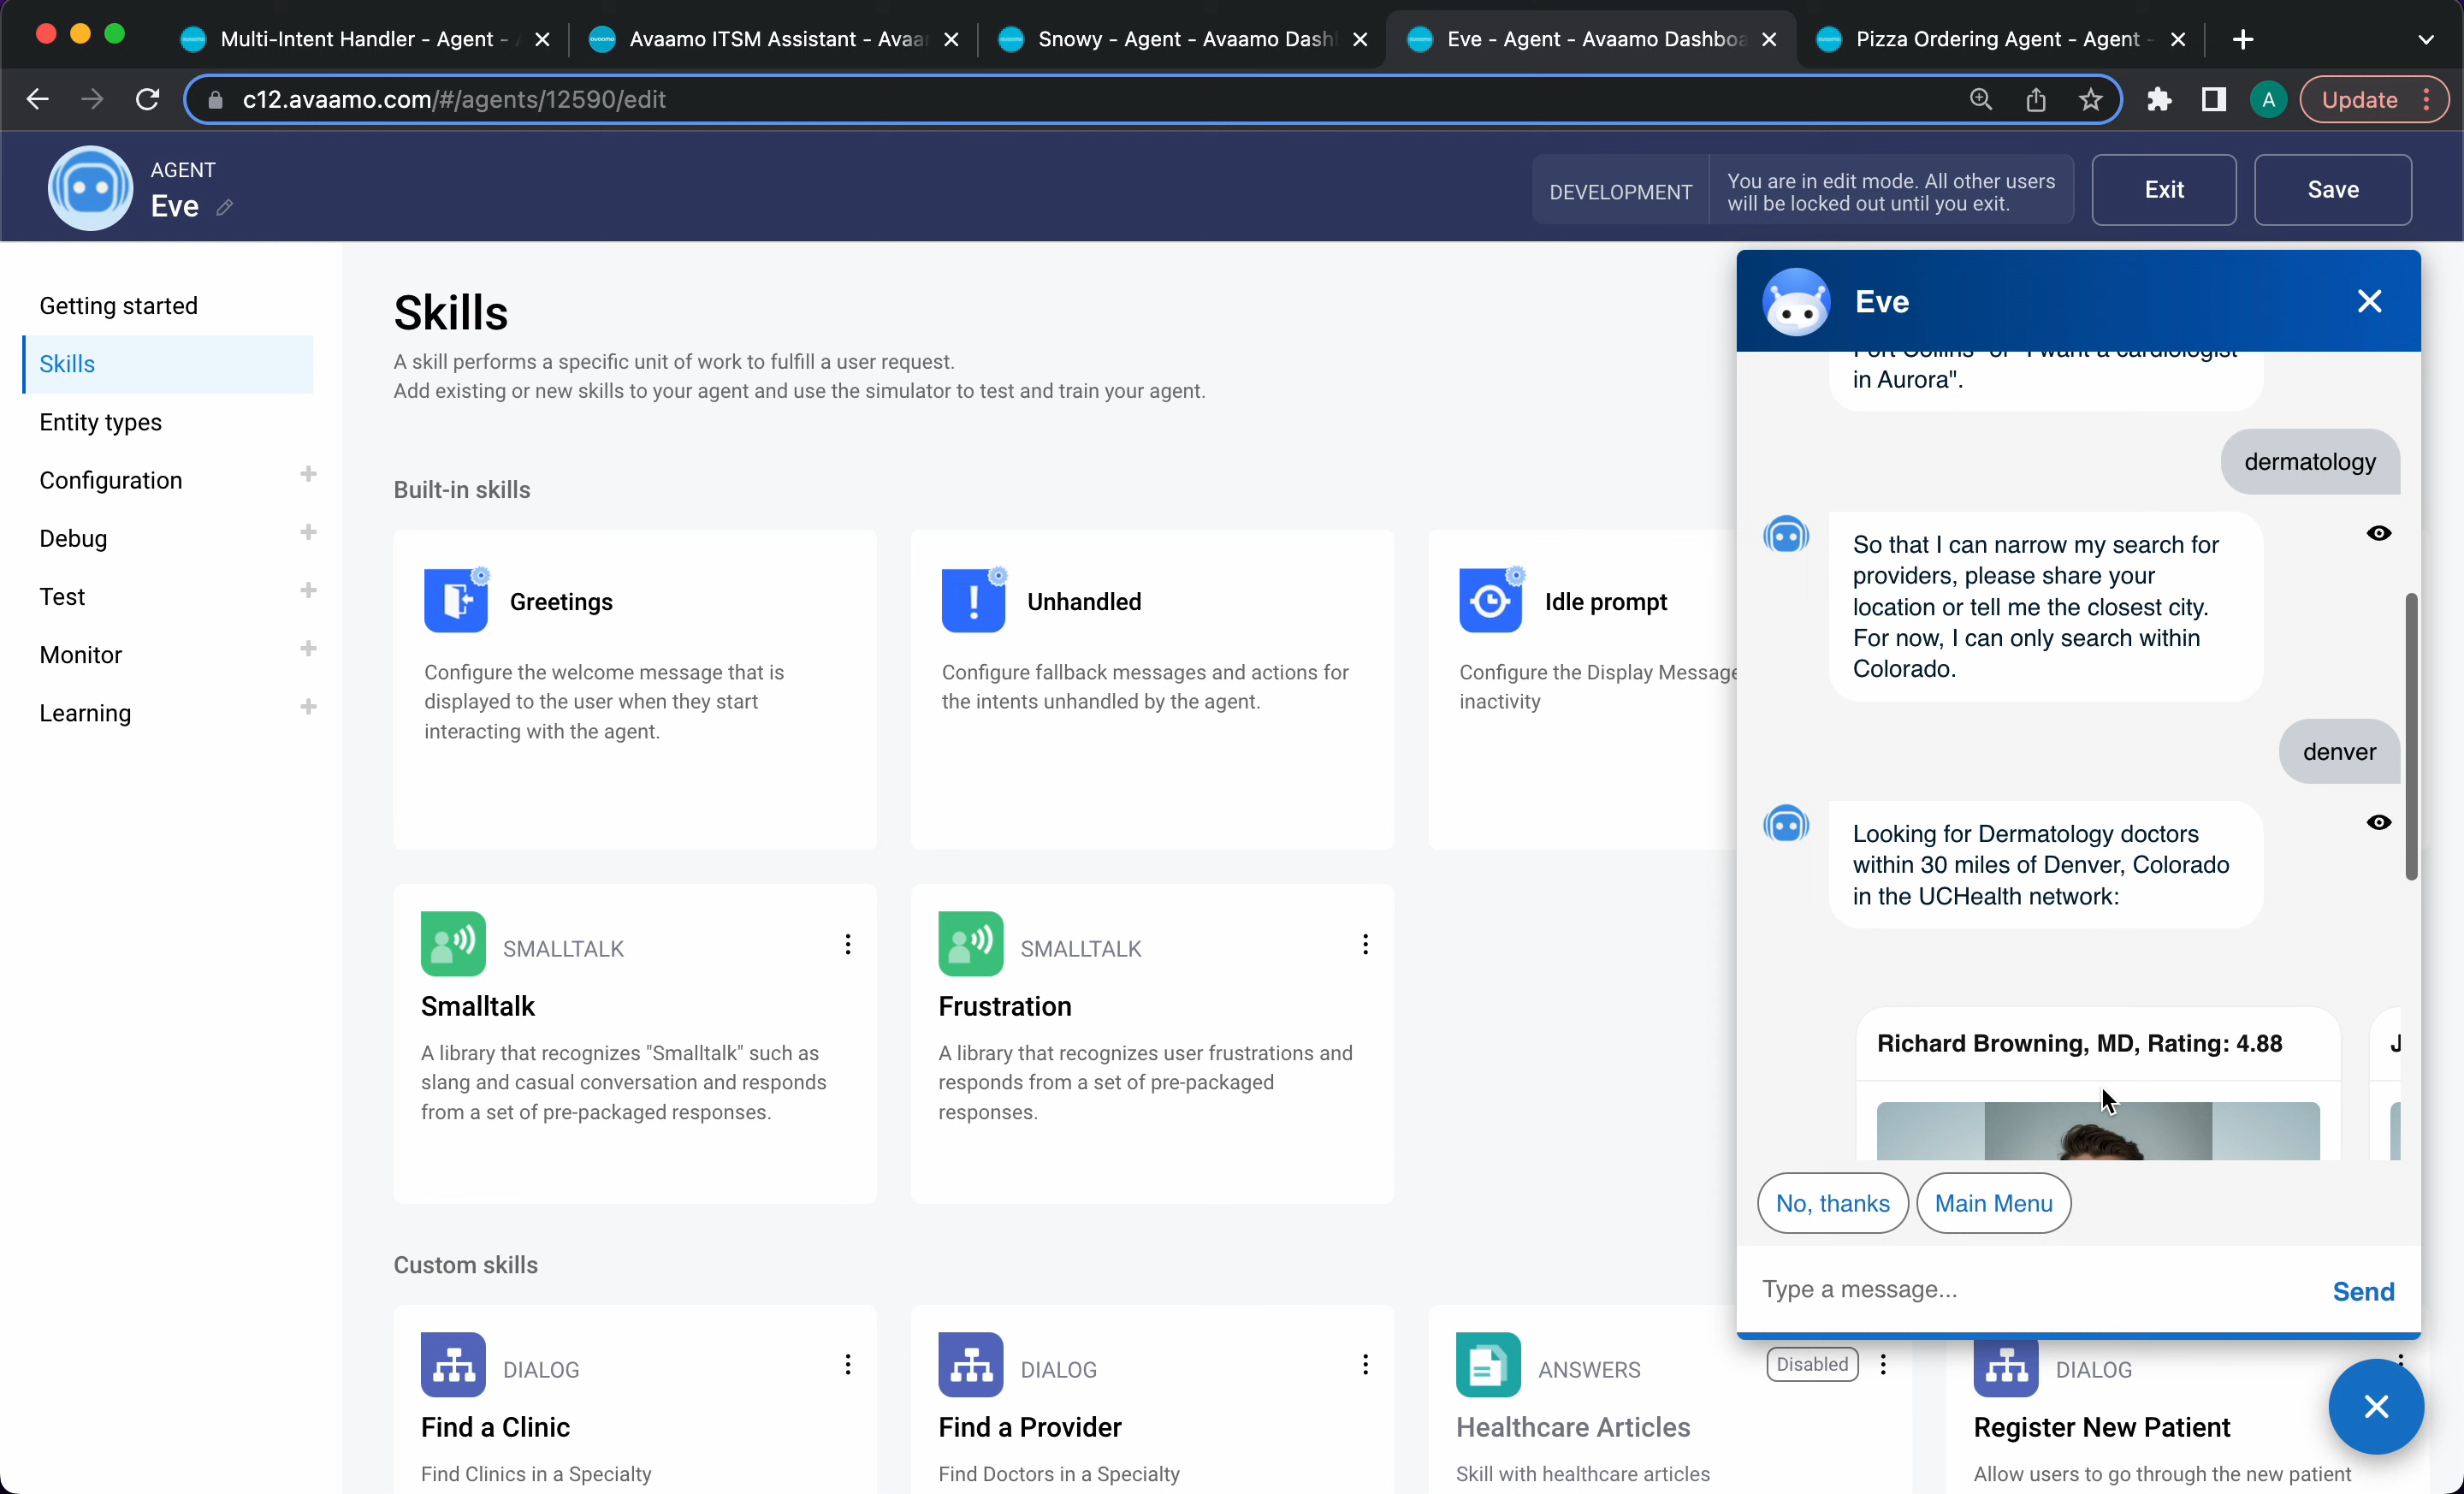 Multi-Intent Handler - Agent -
Avaamo ITSM Assistant - Avaa
Snowy - Agent - Avaamo Dash
Eve - Agent - Avaamo Dashboa
Pizza Ordering Agent - Agent -
c12.avaamo.com/#/agents/12590/edit
A
Update
AGENT
Eve
DEVELOPMENT
You are in edit mode. All other users
will be locked out until you exit.
Exit
Save
Getting started
Skills
Entity types
Configuration
Debug
Test
Monitor
Learning
Skills
A skill performs a specific unit of work to fulfill a user request.
Add existing or new skills to your agent and use the simulator to test and train your agent.
Built-in skills
Greetings
Configure the welcome message that is
displayed to the user when they start
interacting with the agent.
Unhandled
Configure fallback messages and actions for
the intents unhandled by the agent.
Idle prompt
Configure the Display Message
inactivity
SMALLTALK
Smalltalk
A library that recognizes "Smalltalk" such as
slang and casual conversation and responds
from a set of pre-packaged responses.
SMALLTALK
Frustration
A library that recognizes user frustrations and
responds from a set of pre-packaged
responses.
Custom skills
DIALOG
Find a Clinic
Find Clinics in a Specialty
DIALOG
Find a Provider
Find Doctors in a Specialty
ANSWERS
Disabled
Healthcare Articles
Skill with healthcare articles
DIALOG
Register New Patient
Allow users to go through the new patient
Eve
Fort Collins" or "I want a cardiologist
in Aurora".
dermatology
So that I can narrow my search for
providers, please share your
location or tell me the closest city.
For now, I can only search within
Colorado.
denver
Looking for Dermatology doctors
within 30 miles of Denver, Colorado
in the UCHealth network:
Richard Browning, MD, Rating: 4.88
J
No, thanks
Main Menu
Type a message...
Send